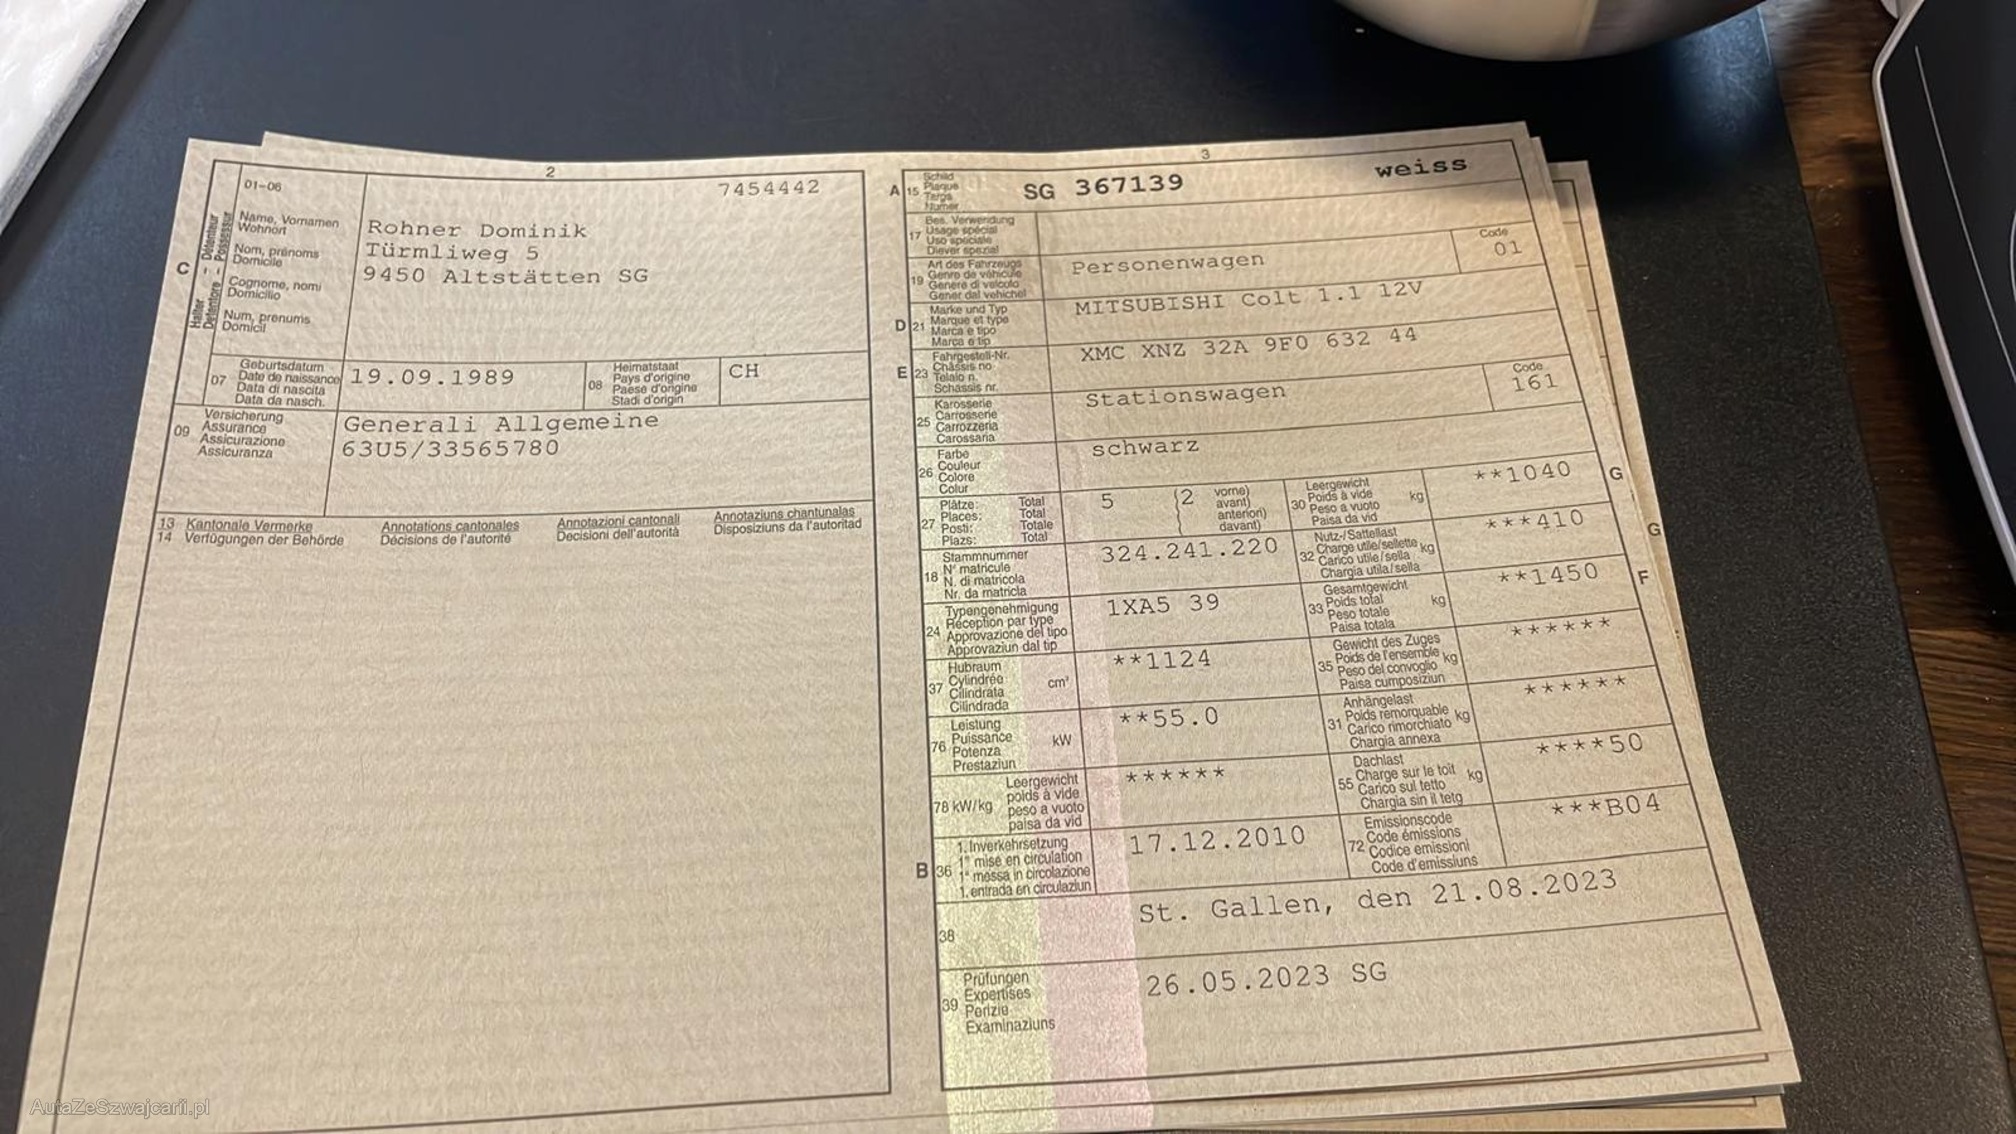 2
01-06
7454442
C
Halter - Détenteur
Detentore - Possessur
Name, Vornamen
Wohnort
Nom, prénoms
Domicile
Cognome, nomi
Domicilio
Num, prenums
Domicil
Rohner Dominik
Türmliweg 5
9450 Altstätten SG
07
Geburtsdatum
Date de naissance
Data di nascita
Data da nasch.
19.09.1989
08
Heimatstaat
Pays d'origine
Paese d'origine
Stadi d'origin
CH
09
Versicherung
Assurance
Assicurazione
Assicuranza
Generali Allgemeine
63U5/33565780
13 Kantonale Vermerke
14 Verfügungen der Behörde
Annotations cantonales
Décisions de l'autorité
Annotazioni cantonali
Decisioni dell'autorità
Annotaziuns chantunalas
Disposiziuns da l'autoritad
3
A
15
Schild
Plaque
Targa
Numer
SG 367139
weiss
17
Bes. Verwendung
Usage spécial
Uso speciale
Diever spezial
19
Art des Fahrzeugs
Genre de véhicule
Genere di veicolo
Gener dal vehichel
Personenwagen
Code
01
D
21
Marke und Typ
Marque et type
Marca e tipo
Marca e tip
MITSUBISHI Colt 1.1 12V
E
23
Fahrgestell-Nr.
Châssis no
Telaio n.
Schassis nr.
XMC XNZ 32A 9F0 632 44
25
Karosserie
Carrosserie
Carrozzeria
Carossaria
Stationswagen
Code
161
26
Farbe
Couleur
Colore
Colur
schwarz
27
Plätze: Total
Places: Total
Posti: Totale
Plazs: Total
5
2
vorne)
avant)
anteriori)
davant)
30
Leergewicht
Poids à vide
Peso a vuoto
Paisa da vid
kg
**1040
G
18
Stammnummer
N° matricule
N. di matricola
Nr. da matricla
324.241.220
32
Nutz-/Sattellast
Charge utile/sellette
Carico utile/sella
Chargia utila/sella
kg
***410
G
24
Typengenehmigung
Réception par type
Approvazione del tipo
Approvaziun dal tip
1XA5 39
33
Gesamtgewicht
Poids total
Peso totale
Paisa totala
kg
**1450
F
37
Hubraum
Cylindrée
Cilindrata
Cilindrada
cm³
**1124
35
Gewicht des Zuges
Poids de l'ensemble
Peso del convoglio
Paisa cumposiziun
kg
******
76
Leistung
Puissance
Potenza
Prestaziun
kW
**55.0
31
Anhängelast
Poids remorquable
Carico rimorchiato
Chargia annexa
kg
******
78 kW/kg
Leergewicht
poids à vide
peso a vuoto
paisa da vid
******
55
Dachlast
Charge sur le toit
Carico sul tetto
Chargia sin il tetg
kg
****50
B
36
1. Inverkehrsetzung
1re mise en circulation
1a messa in circolazione
1. entrada en circulaziun
17.12.2010
72
Emissionscode
Code émissions
Codice emissioni
Code d'emissiuns
***B04
38
St. Gallen, den 21.08.2023
39
Prüfungen
Expertises
Perizie
Examinaziuns
26.05.2023 SG
AutaZeSzwajcarii.pl